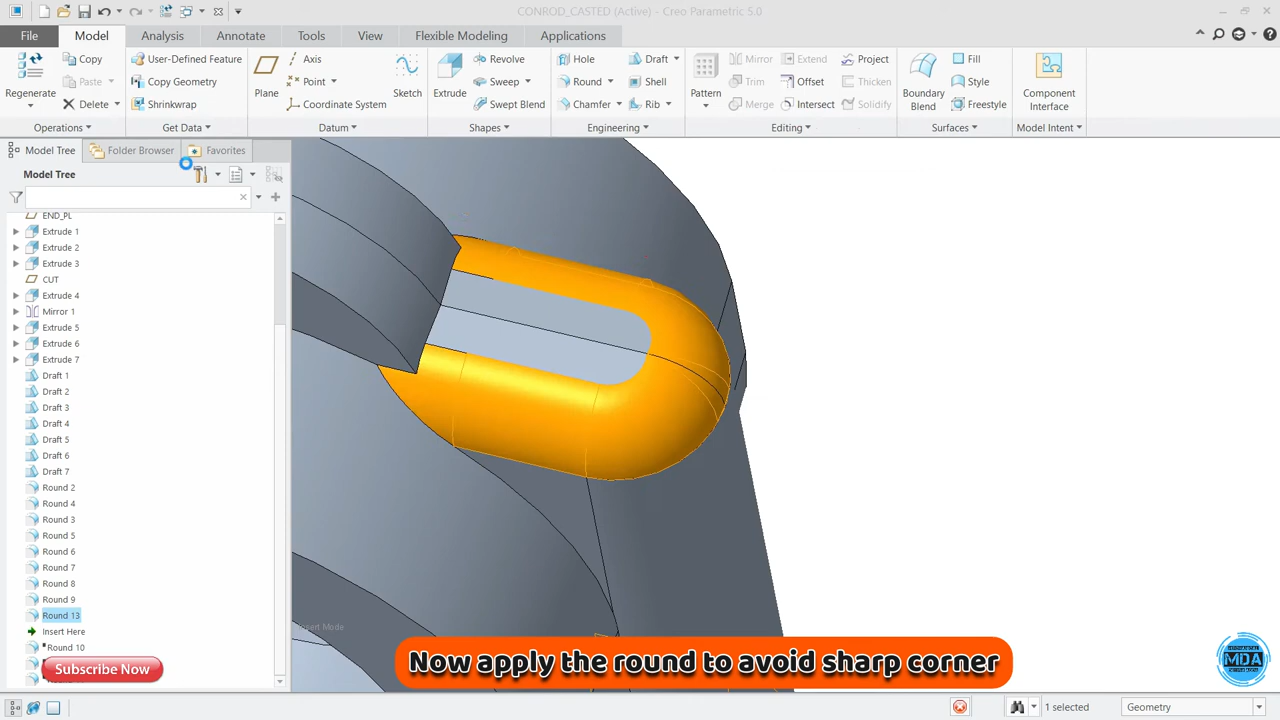 CONROD_CASTED (Active) - Creo Parametric 5.0
File Model Analysis Annotate Tools View Flexible Modeling Applications
Regenerate Copy Paste Delete
User-Defined Feature Copy Geometry Shrinkwrap
Plane Axis Point Coordinate System Sketch
Extrude Revolve Sweep Swept Blend
Hole Round Chamfer Draft Shell Rib
Pattern Mirror Trim Merge Extend Offset Intersect Project Thicken Solidify
Boundary Blend Fill Style Freestyle
Component Interface
Operations Get Data Datum Shapes Engineering Editing Surfaces Model Intent
Model Tree Folder Browser Favorites
Model Tree
END_PL
Extrude 1
Extrude 2
Extrude 3
CUT
Extrude 4
Mirror 1
Extrude 5
Extrude 6
Extrude 7
Draft 1
Draft 2
Draft 3
Draft 4
Draft 5
Draft 6
Draft 7
Round 2
Round 4
Round 3
Round 5
Round 6
Round 7
Round 8
Round 9
Round 13
Insert Here
Round 10
Subscribe Now
Insert Mode
Now apply the round to avoid sharp corner
MDA
1 selected
Geometry